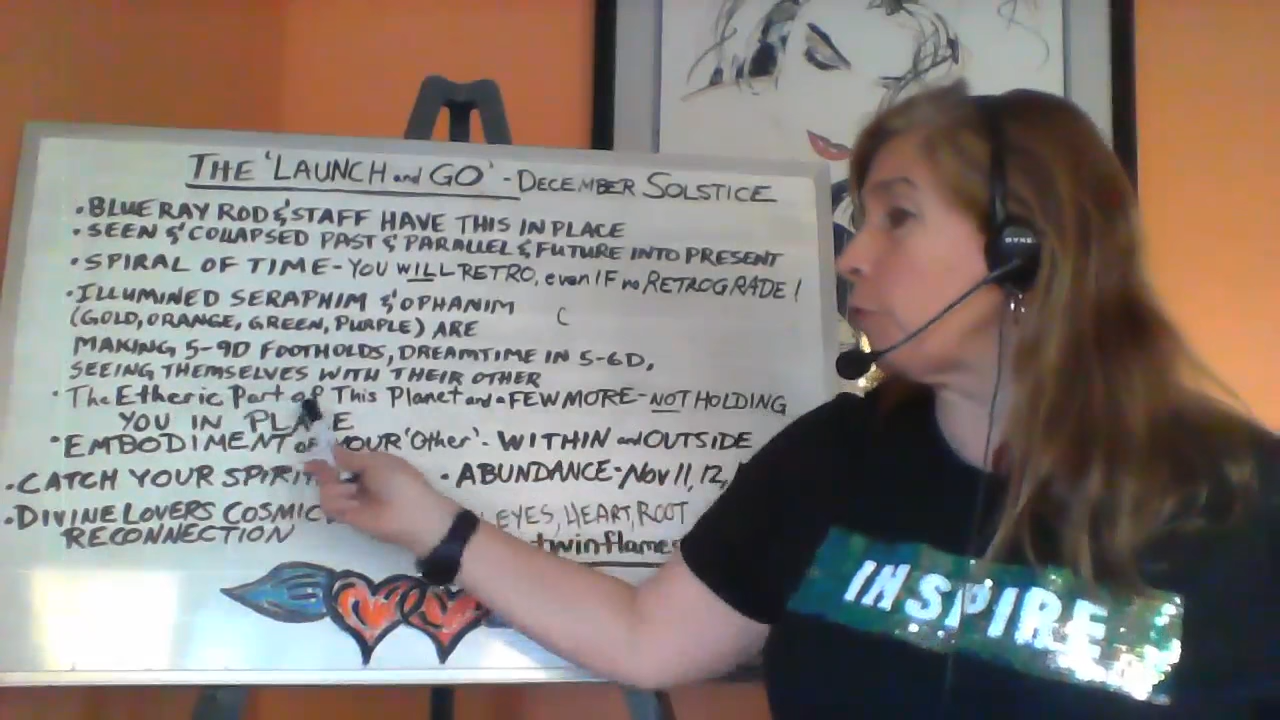 THE 'LAUNCH and GO' - DECEMBER SOLSTICE
• BLUE RAY ROD & STAFF HAVE THIS IN PLACE
• SEEN & COLLAPSED PAST & PARALLEL & FUTURE INTO PRESENT
• SPIRAL OF TIME - YOU WILL RETRO, even IF no RETROGRADE!
• ILLUMINED SERAPHIM & OPHANIM
(GOLD, ORANGE, GREEN, PURPLE) ARE
C
MAKING 5-9D FOOTHOLDS, DREAMTIME IN 5-6D,
SEEING THEMSELVES WITH THEIR OTHER
• The Etheric Part of This Planet and a FEW MORE - NOT HOLDING
YOU IN PLACE
• EMBODIMENT of YOUR 'Other' - WITHIN and OUTSIDE
• CATCH YOUR SPIRIT
• ABUNDANCE - Nov 11, 12,
• DIVINE LOVERS COSMIC
RECONNECTION
EYES, HEART, ROOT
twinflame
INSPIRE